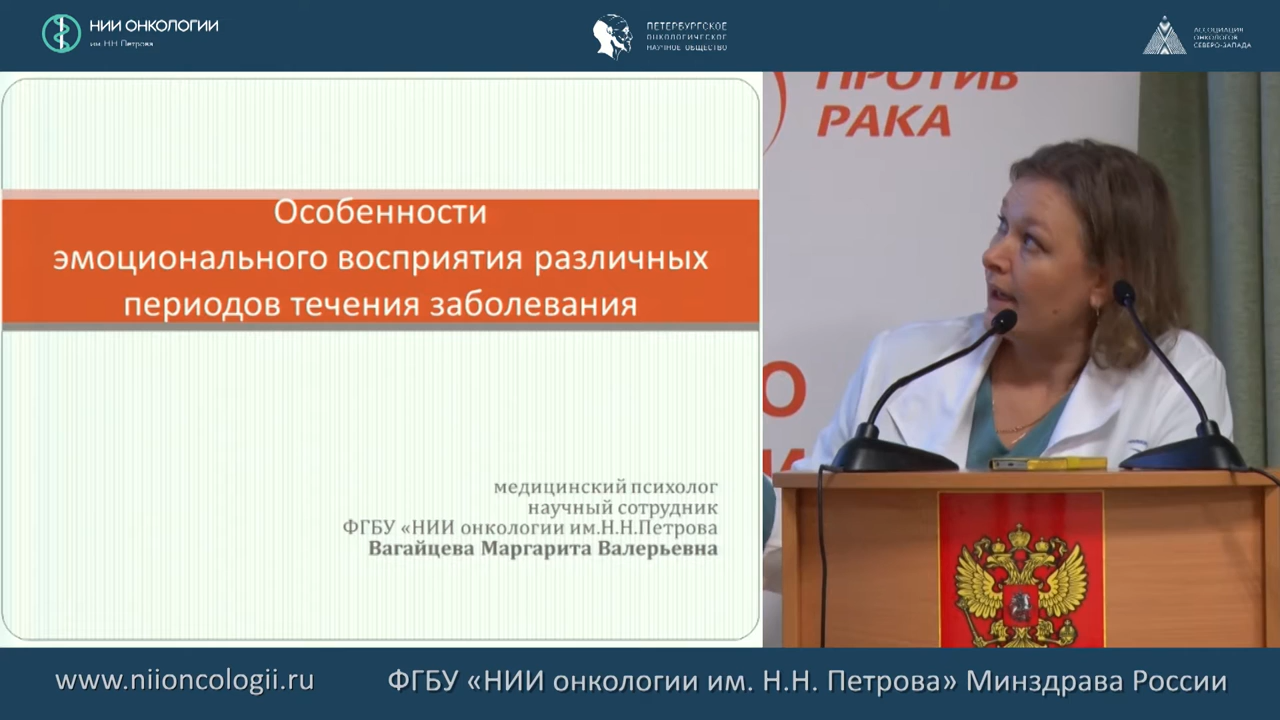 НИИ ОНКОЛОГИИ
им. Н.Н. Петрова
ПЕТЕРБУРГСКОЕ
ОНКОЛОГИЧЕСКОЕ
НАУЧНОЕ ОБЩЕСТВО
АССОЦИАЦИЯ
ОНКОЛОГОВ
СЕВЕРО-ЗАПАДА
Особенности
эмоционального восприятия различных
периодов течения заболевания
медицинский психолог
научный сотрудник
ФГБУ «НИИ онкологии им.Н.Н.Петрова
Вагайцева Маргарита Валерьевна
ПРОТИВ
РАКА
www.niioncologii.ru
ФГБУ «НИИ онкологии им. Н.Н. Петрова» Минздрава России